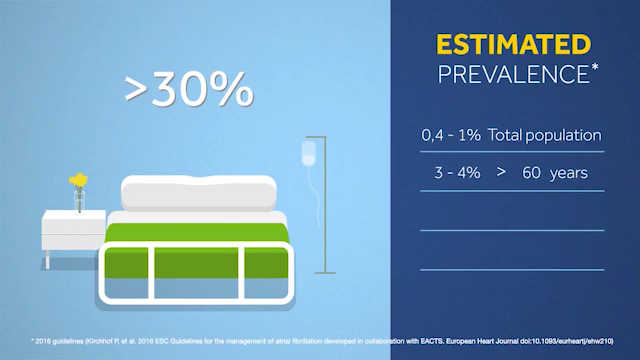 >30%
ESTIMATED
PREVALENCE*
0,4 - 1% Total population
3 - 4% > 60 years
* 2016 guidelines (Kirchhof P, et al. 2016 ESC Guidelines for the management of atrial fibrillation developed in collaboration with EACTS. European Heart Journal doi:10.1093/eurheartj/ehw210)